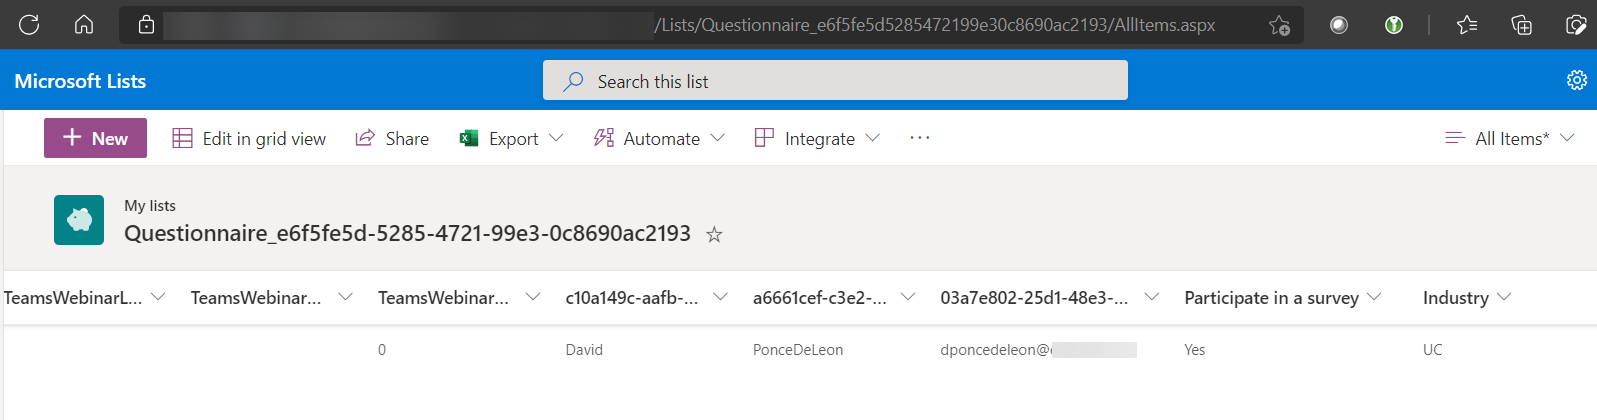 /Lists/Questionnaire_e6f5fe5d5285472199e30c8690ac2193/AllItems.aspx
Microsoft Lists
Search this list
New
Edit in grid view
Share
Export
Automate
Integrate
...
All Items*
My lists
Questionnaire_e6f5fe5d-5285-4721-99e3-0c8690ac2193
TeamsWebinarL...
TeamsWebinar...
TeamsWebinar...
c10a149c-aafb-...
a6661cef-c3e2-...
03a7e802-25d1-48e3-...
Participate in a survey
Industry
0
David
PonceDeLeon
dponcedeleon@
Yes
UC